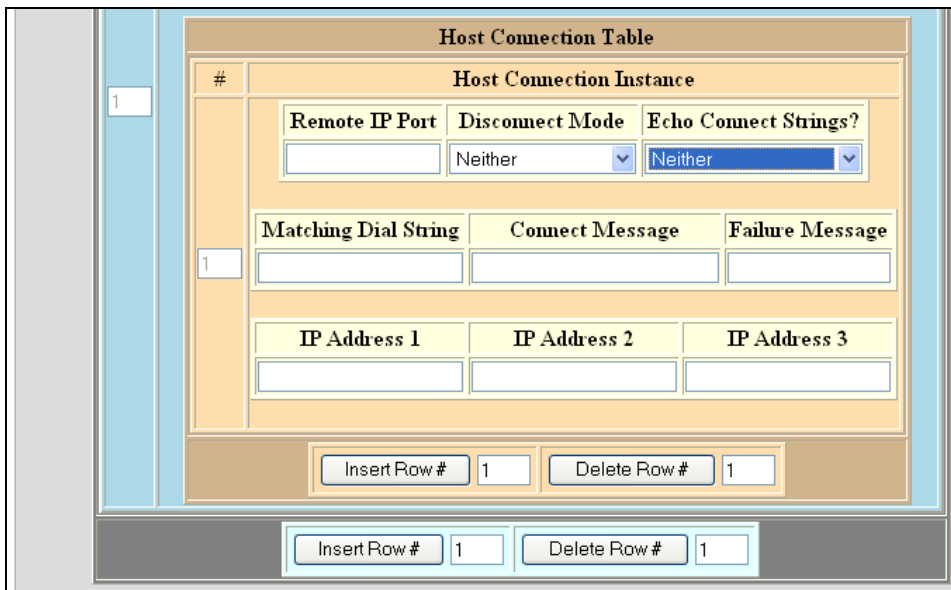 Host Connection Table
# Host Connection Instance
1
Remote IP Port Disconnect Mode Echo Connect Strings?
Neither Neither
Matching Dial String Connect Message Failure Message
1
IP Address 1 IP Address 2 IP Address 3
Insert Row # 1 Delete Row # 1
Insert Row # 1 Delete Row # 1